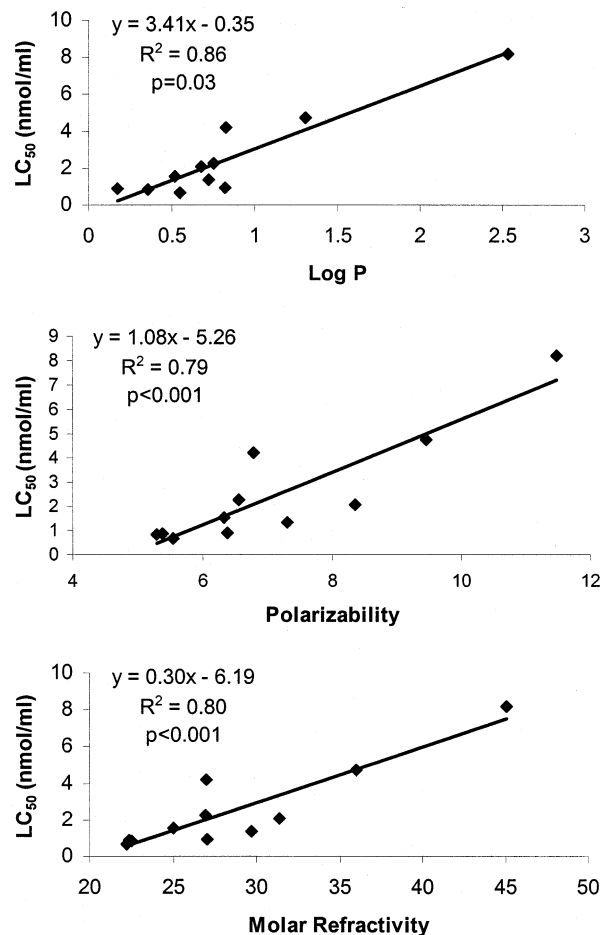 y = 3.41x - 0.35
R² = 0.86
p=0.03
LC₅₀ (nmol/ml)
10
8
6
4
2
0
0 0.5 1 1.5 2 2.5 3
Log P
y = 1.08x - 5.26
R² = 0.79
p<0.001
LC₅₀ (nmol/ml)
9
8
7
6
5
4
3
2
1
0
4 6 8 10 12
Polarizability
y = 0.30x - 6.19
R² = 0.80
p<0.001
LC₅₀ (nmol/ml)
10
8
6
4
2
0
20 25 30 35 40 45 50
Molar Refractivity